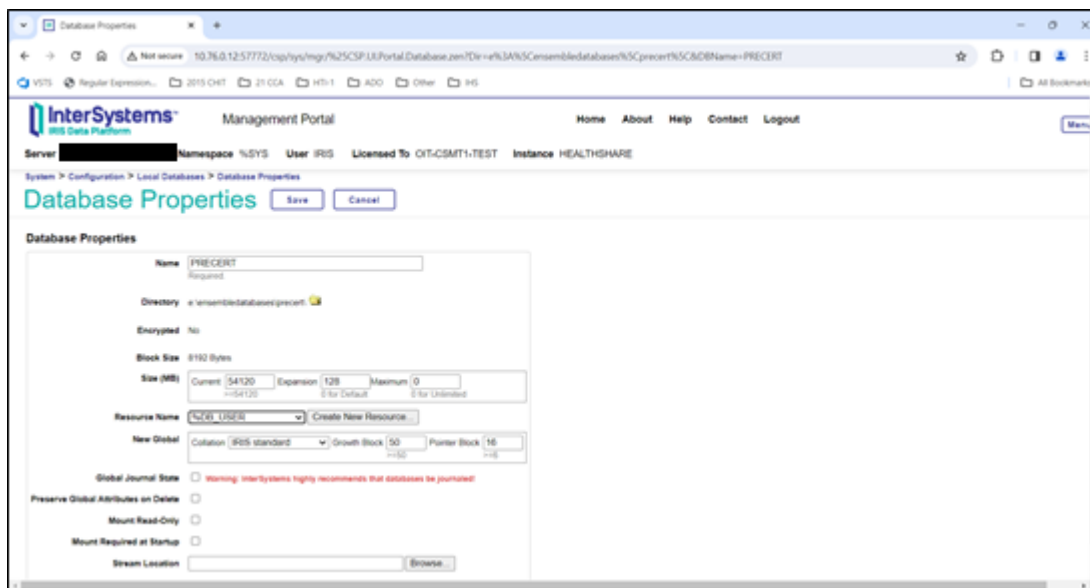 Database Properties
Not secure 10.76.0.12:57772/csp/sys/mgr/%25CSP.UI.Portal.Database.zen?Dir=e%3A%5Censembledatabases%5Cprecert%5C&DBName=PRECERT
VSTS Regular Expression... 2015 CHIT 21 CCA HTI-1 ADO Other IHS All Bookmarks
InterSystems™ Management Portal Home About Help Contact Logout
IRIS Data Platform Menu
Server Namespace %SYS User IRIS Licensed To OIT-CSMT1-TEST Instance HEALTHSHARE
System > Configuration > Local Databases > Database Properties
Database Properties Save Cancel
Database Properties
Name PRECERT
Required.
Directory e:\ensembledatabases\precert\
Encrypted No
Block Size 8192 Bytes
Size (MB) Current 54120 Expansion 128 Maximum 0
>=54120 0 for Default 0 for Unlimited
Resource Name %DB_USER Create New Resource...
New Global Collation IRIS standard Growth Block 50 Pointer Block 16
>=50 >=6
Global Journal State Warning: InterSystems highly recommends that databases be journaled!
Preserve Global Attributes on Delete
Mount Read-Only
Mount Required at Startup
Stream Location Browse...